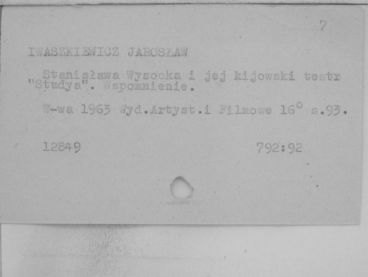 7
IWASZKIEWICZ JAROSŁAW
Stanisława Wysocka i jej kijowski teatr
"Studya". Wspomnienie.
W-wa 1963 Wyd.Artyst.i Filmowe 16° s.93.
12849 792:92